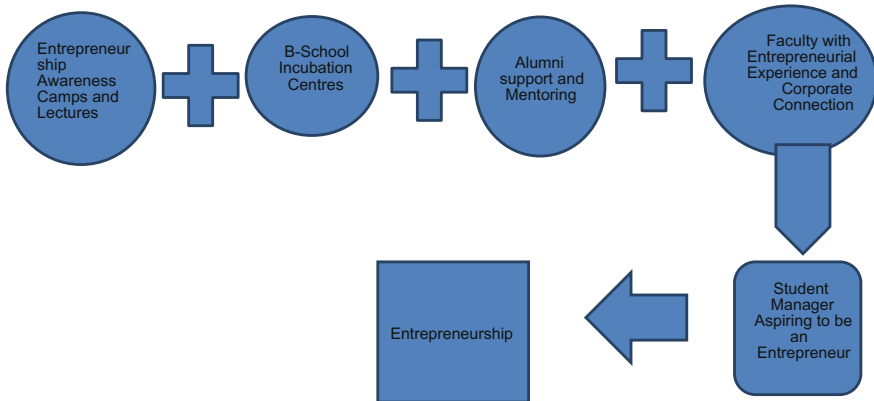 Entrepreneur
ship
Awareness
Camps and
Lectures
B-School
Incubation
Centres
Alumni
support and
Mentoring
Faculty with
Entrepreneurial
Experience and
Corporate
Connection
Student
Manager
Aspiring to be
an
Entrepreneur
Entrepreneurship